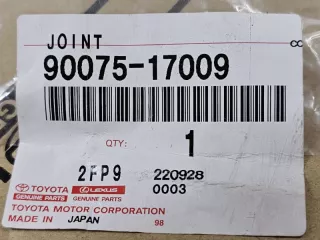 JOINT
90075-17009
QTY: 1
2FP9 220928
0003
TOYOTA LEXUS
GENUINE PARTS GENUINE PARTS
TOYOTA MOTOR CORPORATION
MADE IN JAPAN 98